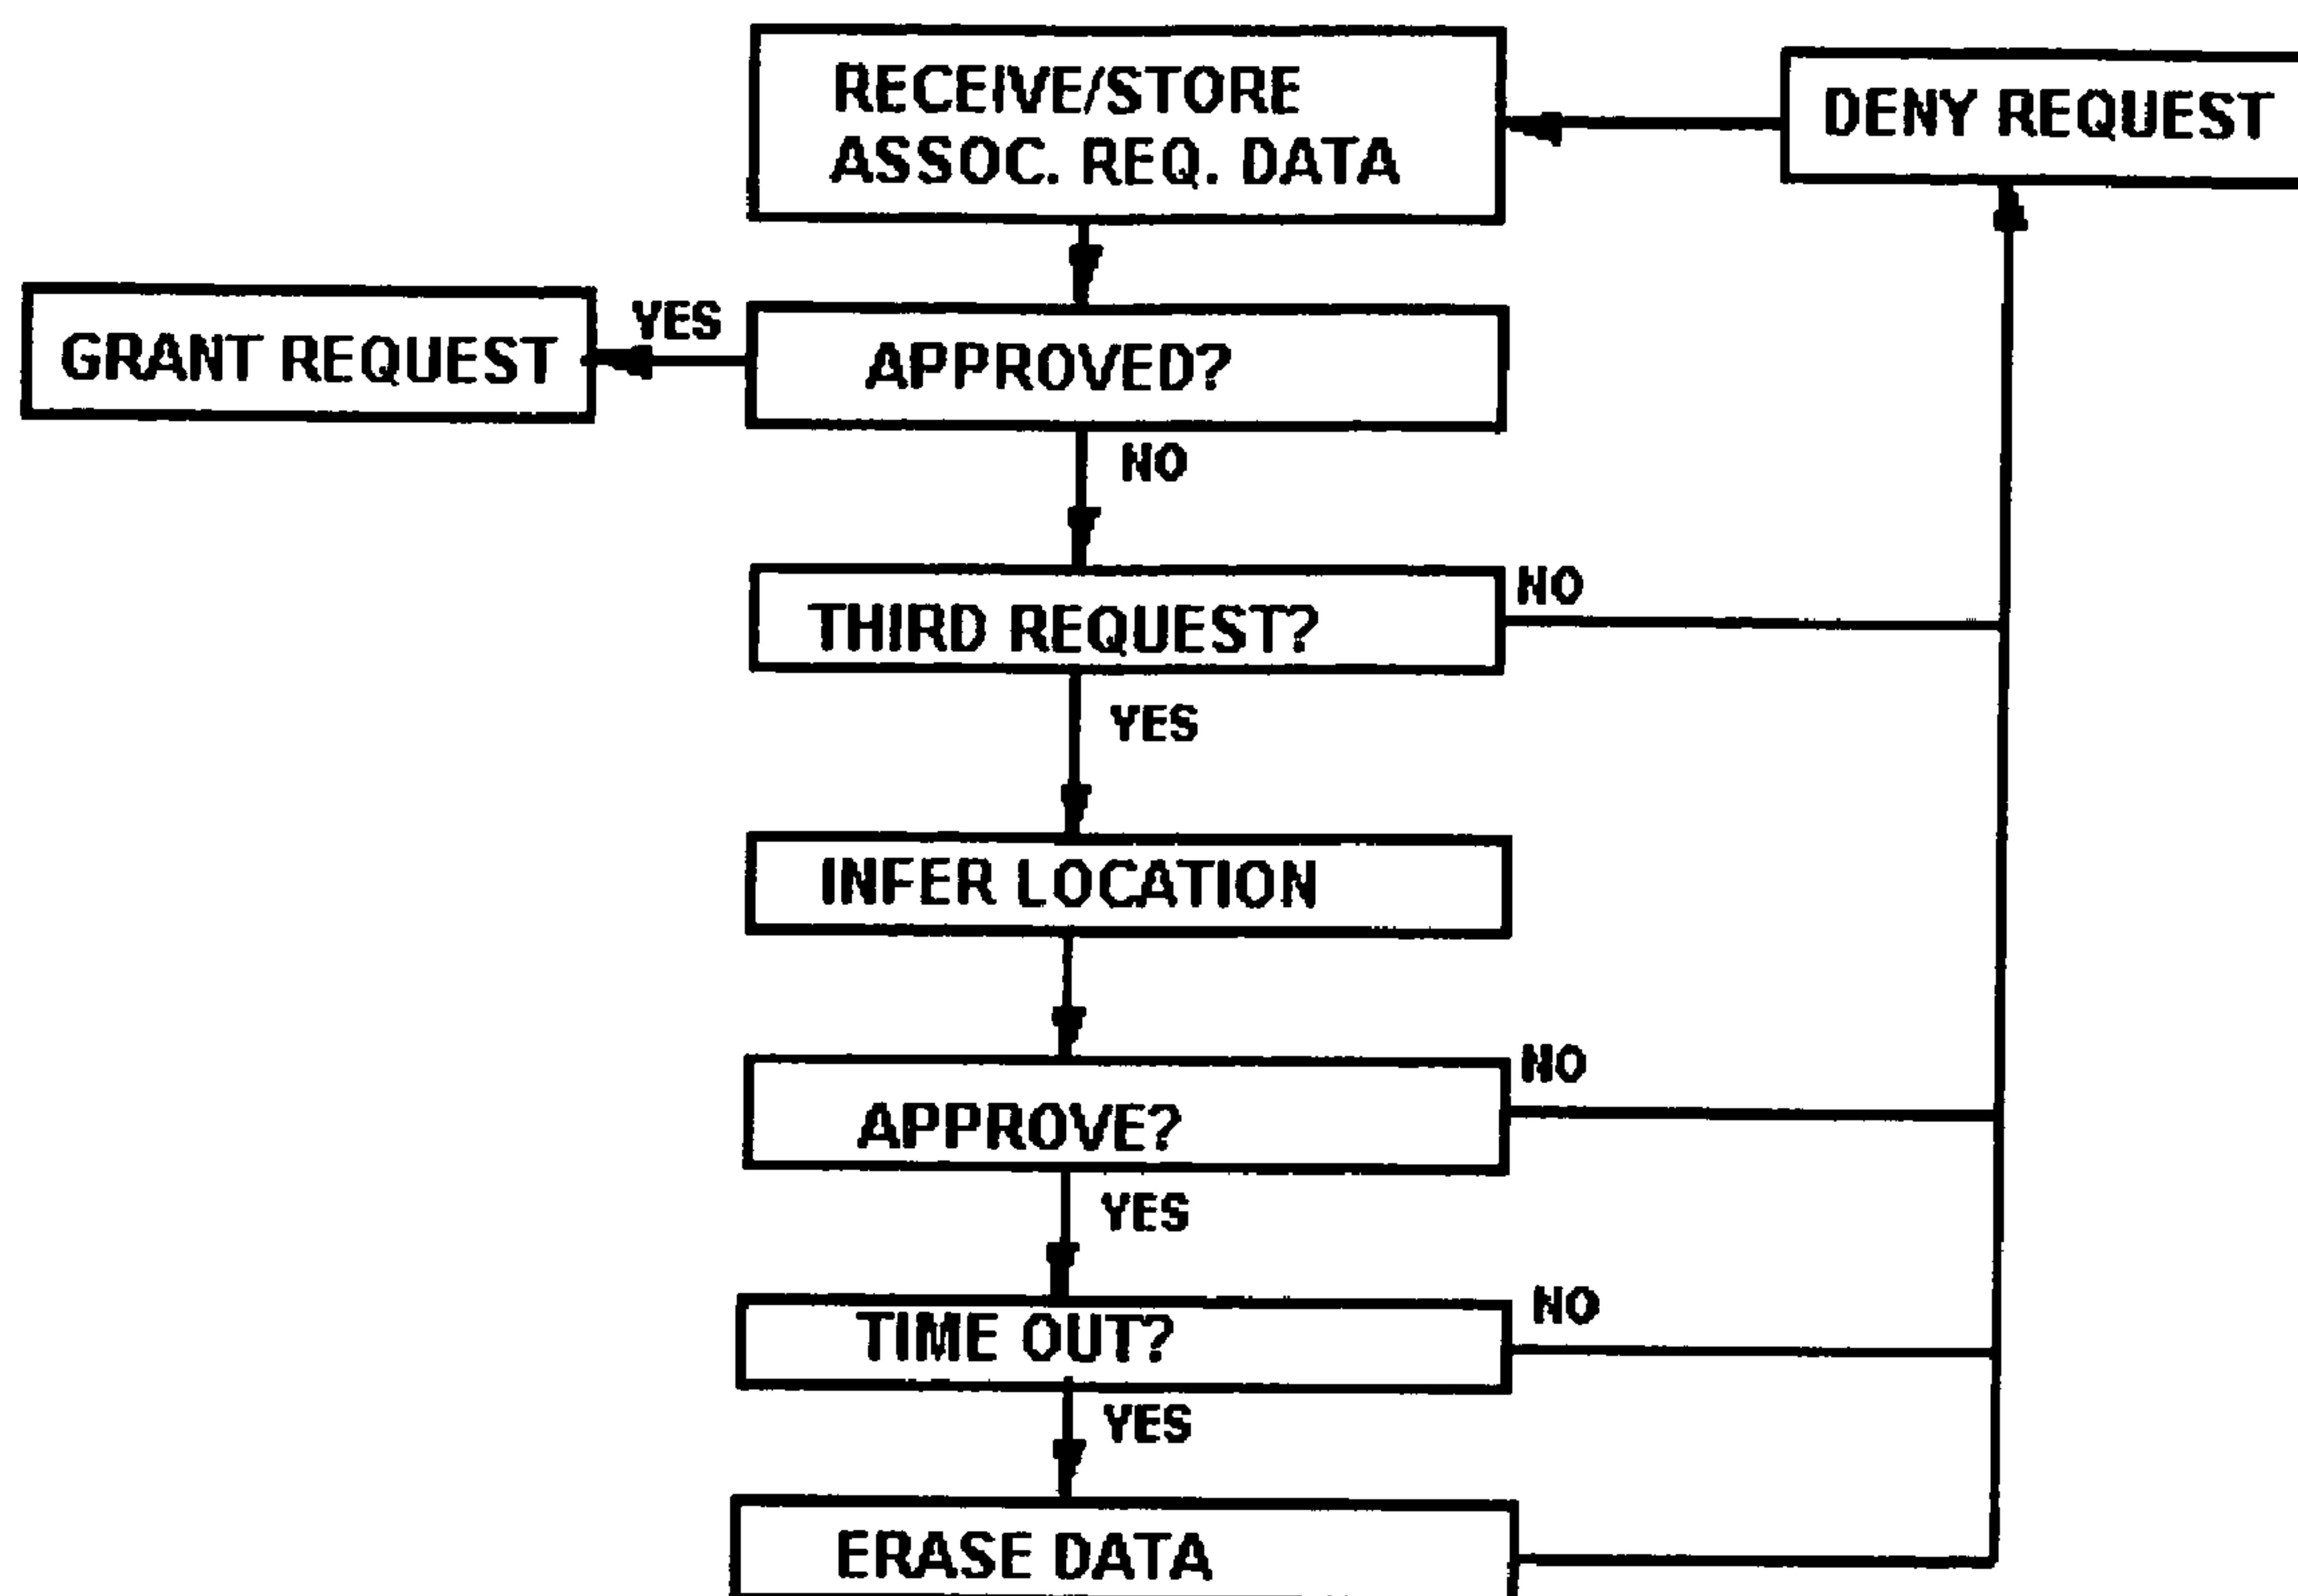 RECEIVE/STORE
ASSOC. REQ. DATA
DENY REQUEST
GRANT REQUEST
YES
APPROVED?
NO
THIRD REQUEST?
NO
YES
INFER LOCATION
APPROVE?
NO
YES
TIME OUT?
NO
YES
ERASE DATA